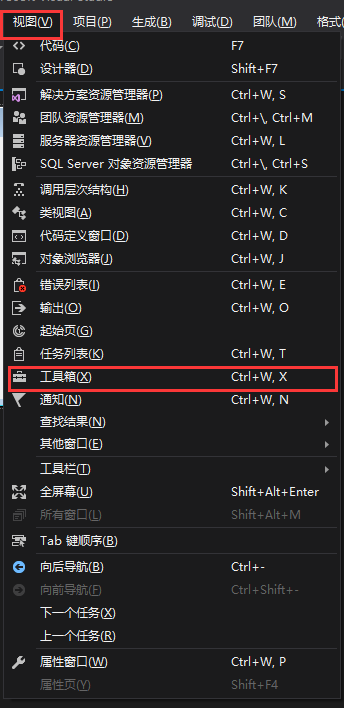 视图(V) 项目(P) 生成(B) 调试(D) 团队(M) 格式
代码(C) F7
设计器(D) Shift+F7
解决方案资源管理器(P) Ctrl+W, S
团队资源管理器(M) Ctrl+\, Ctrl+M
服务器资源管理器(V) Ctrl+W, L
SQL Server 对象资源管理器 Ctrl+\, Ctrl+S
调用层次结构(H) Ctrl+W, K
类视图(A) Ctrl+W, C
代码定义窗口(D) Ctrl+W, D
对象浏览器(J) Ctrl+W, J
错误列表(I) Ctrl+W, E
输出(O) Ctrl+W, O
起始页(G)
任务列表(K) Ctrl+W, T
工具箱(X) Ctrl+W, X
通知(N) Ctrl+W, N
查找结果(N)
其他窗口(E)
工具栏(T)
全屏幕(U) Shift+Alt+Enter
所有窗口(L) Shift+Alt+M
Tab 键顺序(B)
向后导航(B) Ctrl+-
向前导航(F) Ctrl+Shift+-
下一个任务(X)
上一个任务(R)
属性窗口(W) Ctrl+W, P
属性页(Y) Shift+F4